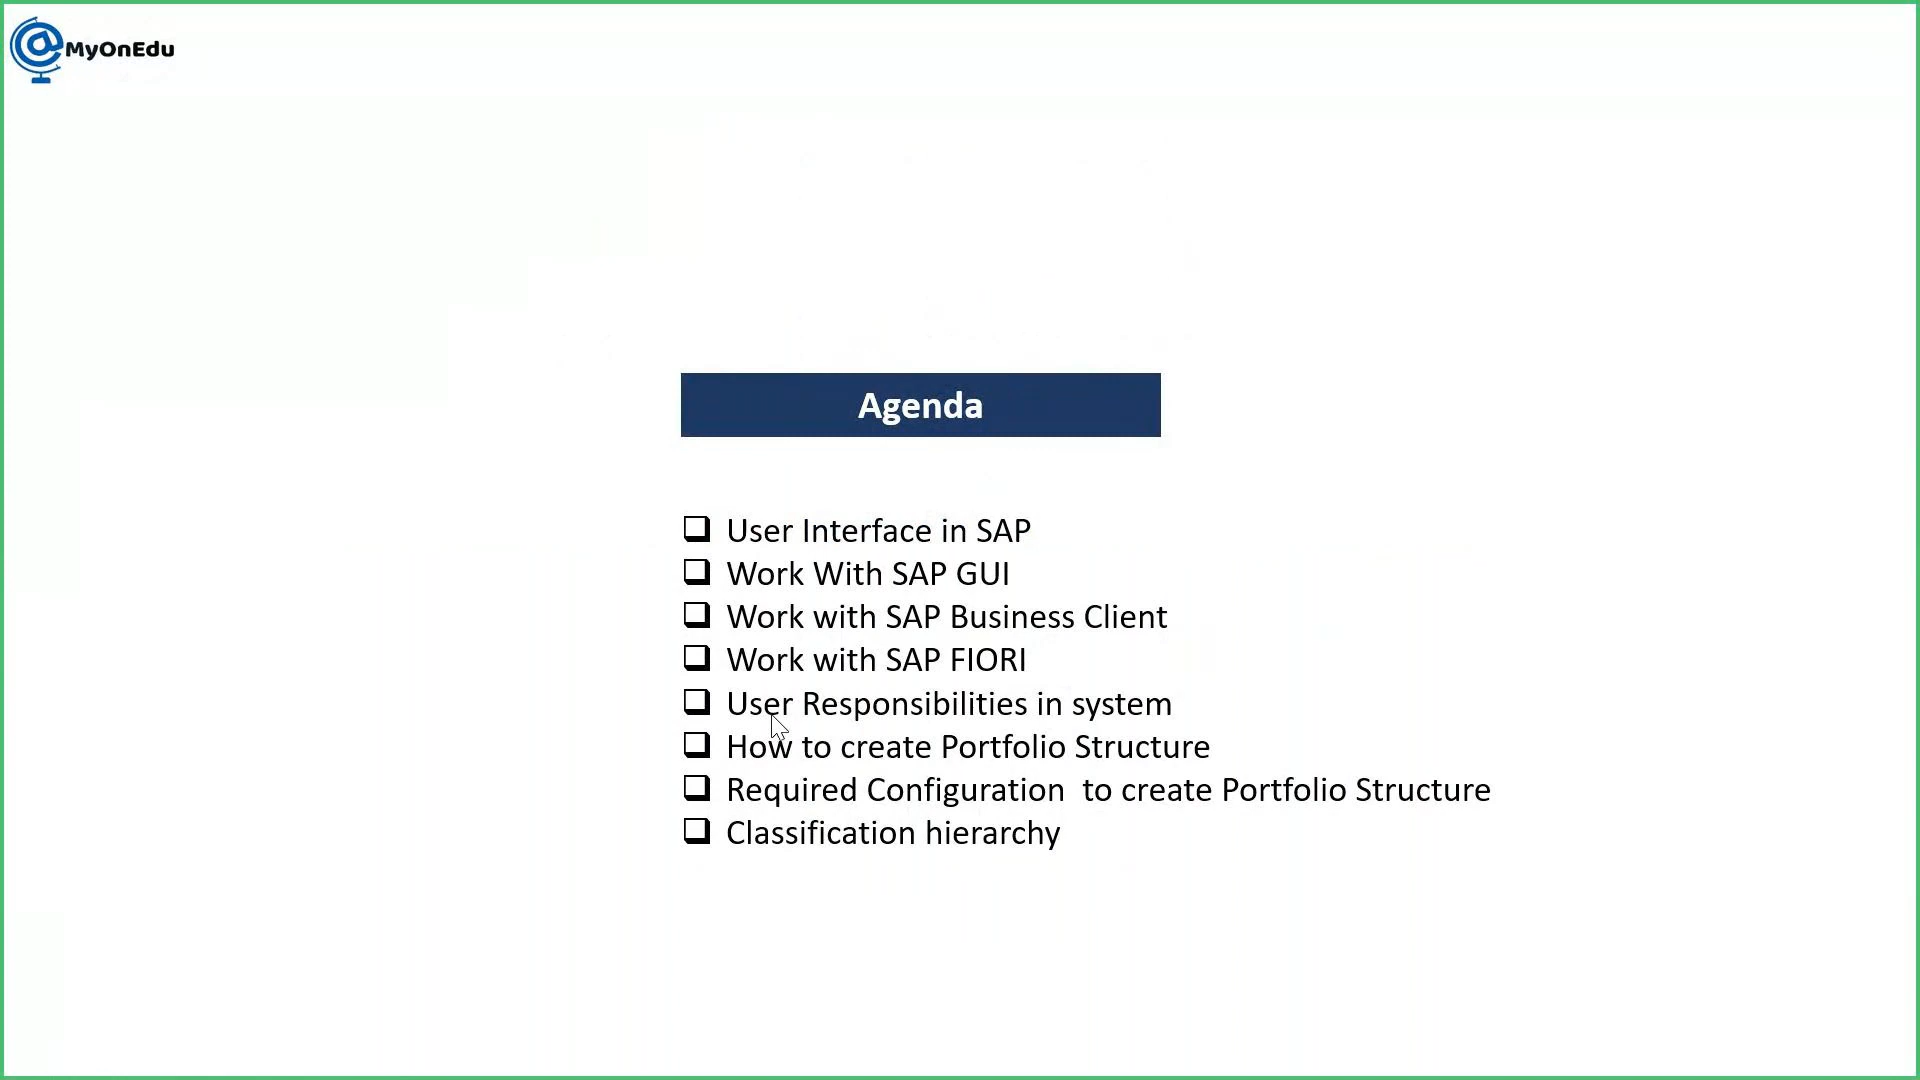 MyOnEdu
Agenda
❑ User Interface in SAP
❑ Work With SAP GUI
❑ Work with SAP Business Client
❑ Work with SAP FIORI
❑ User Responsibilities in system
❑ How to create Portfolio Structure
❑ Required Configuration  to create Portfolio Structure
❑ Classification hierarchy